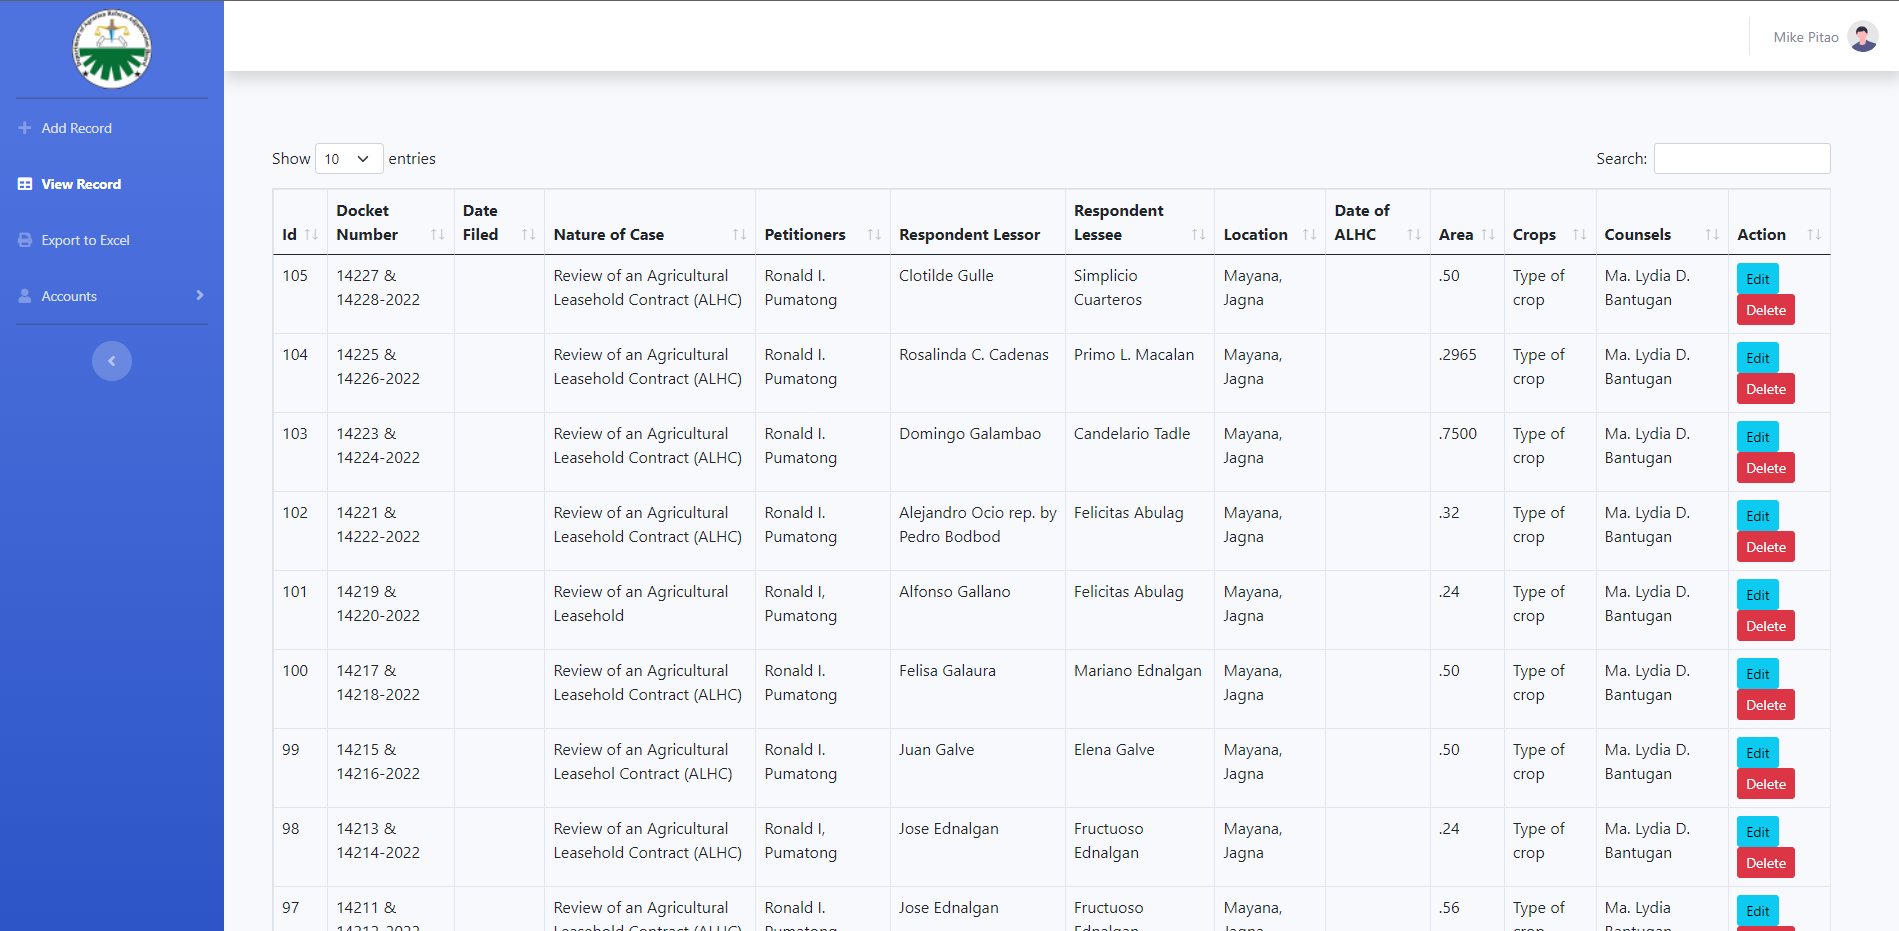 Mike Pitao
Add Record
View Record
Export to Excel
Accounts
Show 10 entries
Search:
Id Docket Number Date Filed Nature of Case Petitioners Respondent Lessor Respondent Lessee Location Date of ALHC Area Crops Counsels Action
105 14227 & Review of an Agricultural Ronald I. Clotilde Gulle Simplicio Mayana, .50 Type of Ma. Lydia D. Edit
14228-2022 Leasehold Contract (ALHC) Pumatong Cuarteros Jagna crop Bantugan Delete
104 14225 & Review of an Agricultural Ronald I. Rosalinda C. Cadenas Primo L. Macalan Mayana, .2965 Type of Ma. Lydia D. Edit
14226-2022 Leasehold Contract (ALHC) Pumatong Jagna crop Bantugan Delete
103 14223 & Review of an Agricultural Ronald I. Domingo Galambao Candelario Tadle Mayana, .7500 Type of Ma. Lydia D. Edit
14224-2022 Leasehold Contract (ALHC) Pumatong Jagna crop Bantugan Delete
102 14221 & Review of an Agricultural Ronald I. Alejandro Ocio rep. by Felicitas Abulag Mayana, .32 Type of Ma. Lydia D. Edit
14222-2022 Leasehold Contract (ALHC) Pumatong Pedro Bodbod Jagna crop Bantugan Delete
101 14219 & Review of an Agricultural Ronald I, Alfonso Gallano Felicitas Abulag Mayana, .24 Type of Ma. Lydia D. Edit
14220-2022 Leasehold Pumatong Jagna crop Bantugan Delete
100 14217 & Review of an Agricultural Ronald I. Felisa Galaura Mariano Ednalgan Mayana, .50 Type of Ma. Lydia D. Edit
14218-2022 Leasehold Contract (ALHC) Pumatong Jagna crop Bantugan Delete
99 14215 & Review of an Agricultural Ronald I. Juan Galve Elena Galve Mayana, .50 Type of Ma. Lydia D. Edit
14216-2022 Leasehol Contract (ALHC) Pumatong Jagna crop Bantugan Delete
98 14213 & Review of an Agricultural Ronald I, Jose Ednalgan Fructuoso Mayana, .24 Type of Ma. Lydia D. Edit
14214-2022 Leasehold Contract (ALHC) Pumatong Ednalgan Jagna crop Bantugan Delete
97 14211 & Review of an Agricultural Ronald I. Jose Ednalgan Fructuoso Mayana, .56 Type of Ma. Lydia Edit